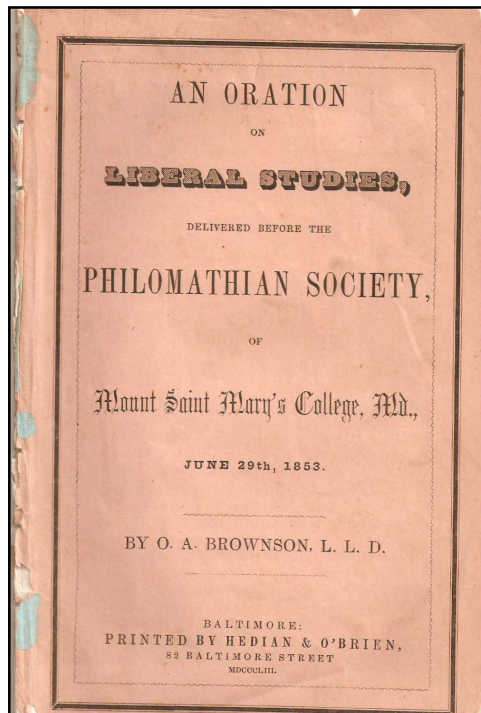 AN ORATION
ON
LIBERAL STUDIES,
DELIVERED BEFORE THE
PHILOMATHIAN SOCIETY,
OF
Mount Saint Mary's College, Md.,
JUNE 29th, 1853.
BY O. A. BROWNSON, L. L. D.
BALTIMORE:
PRINTED BY HEDIAN & O'BRIEN,
82 BALTIMORE STREET
MDCCCLIII.